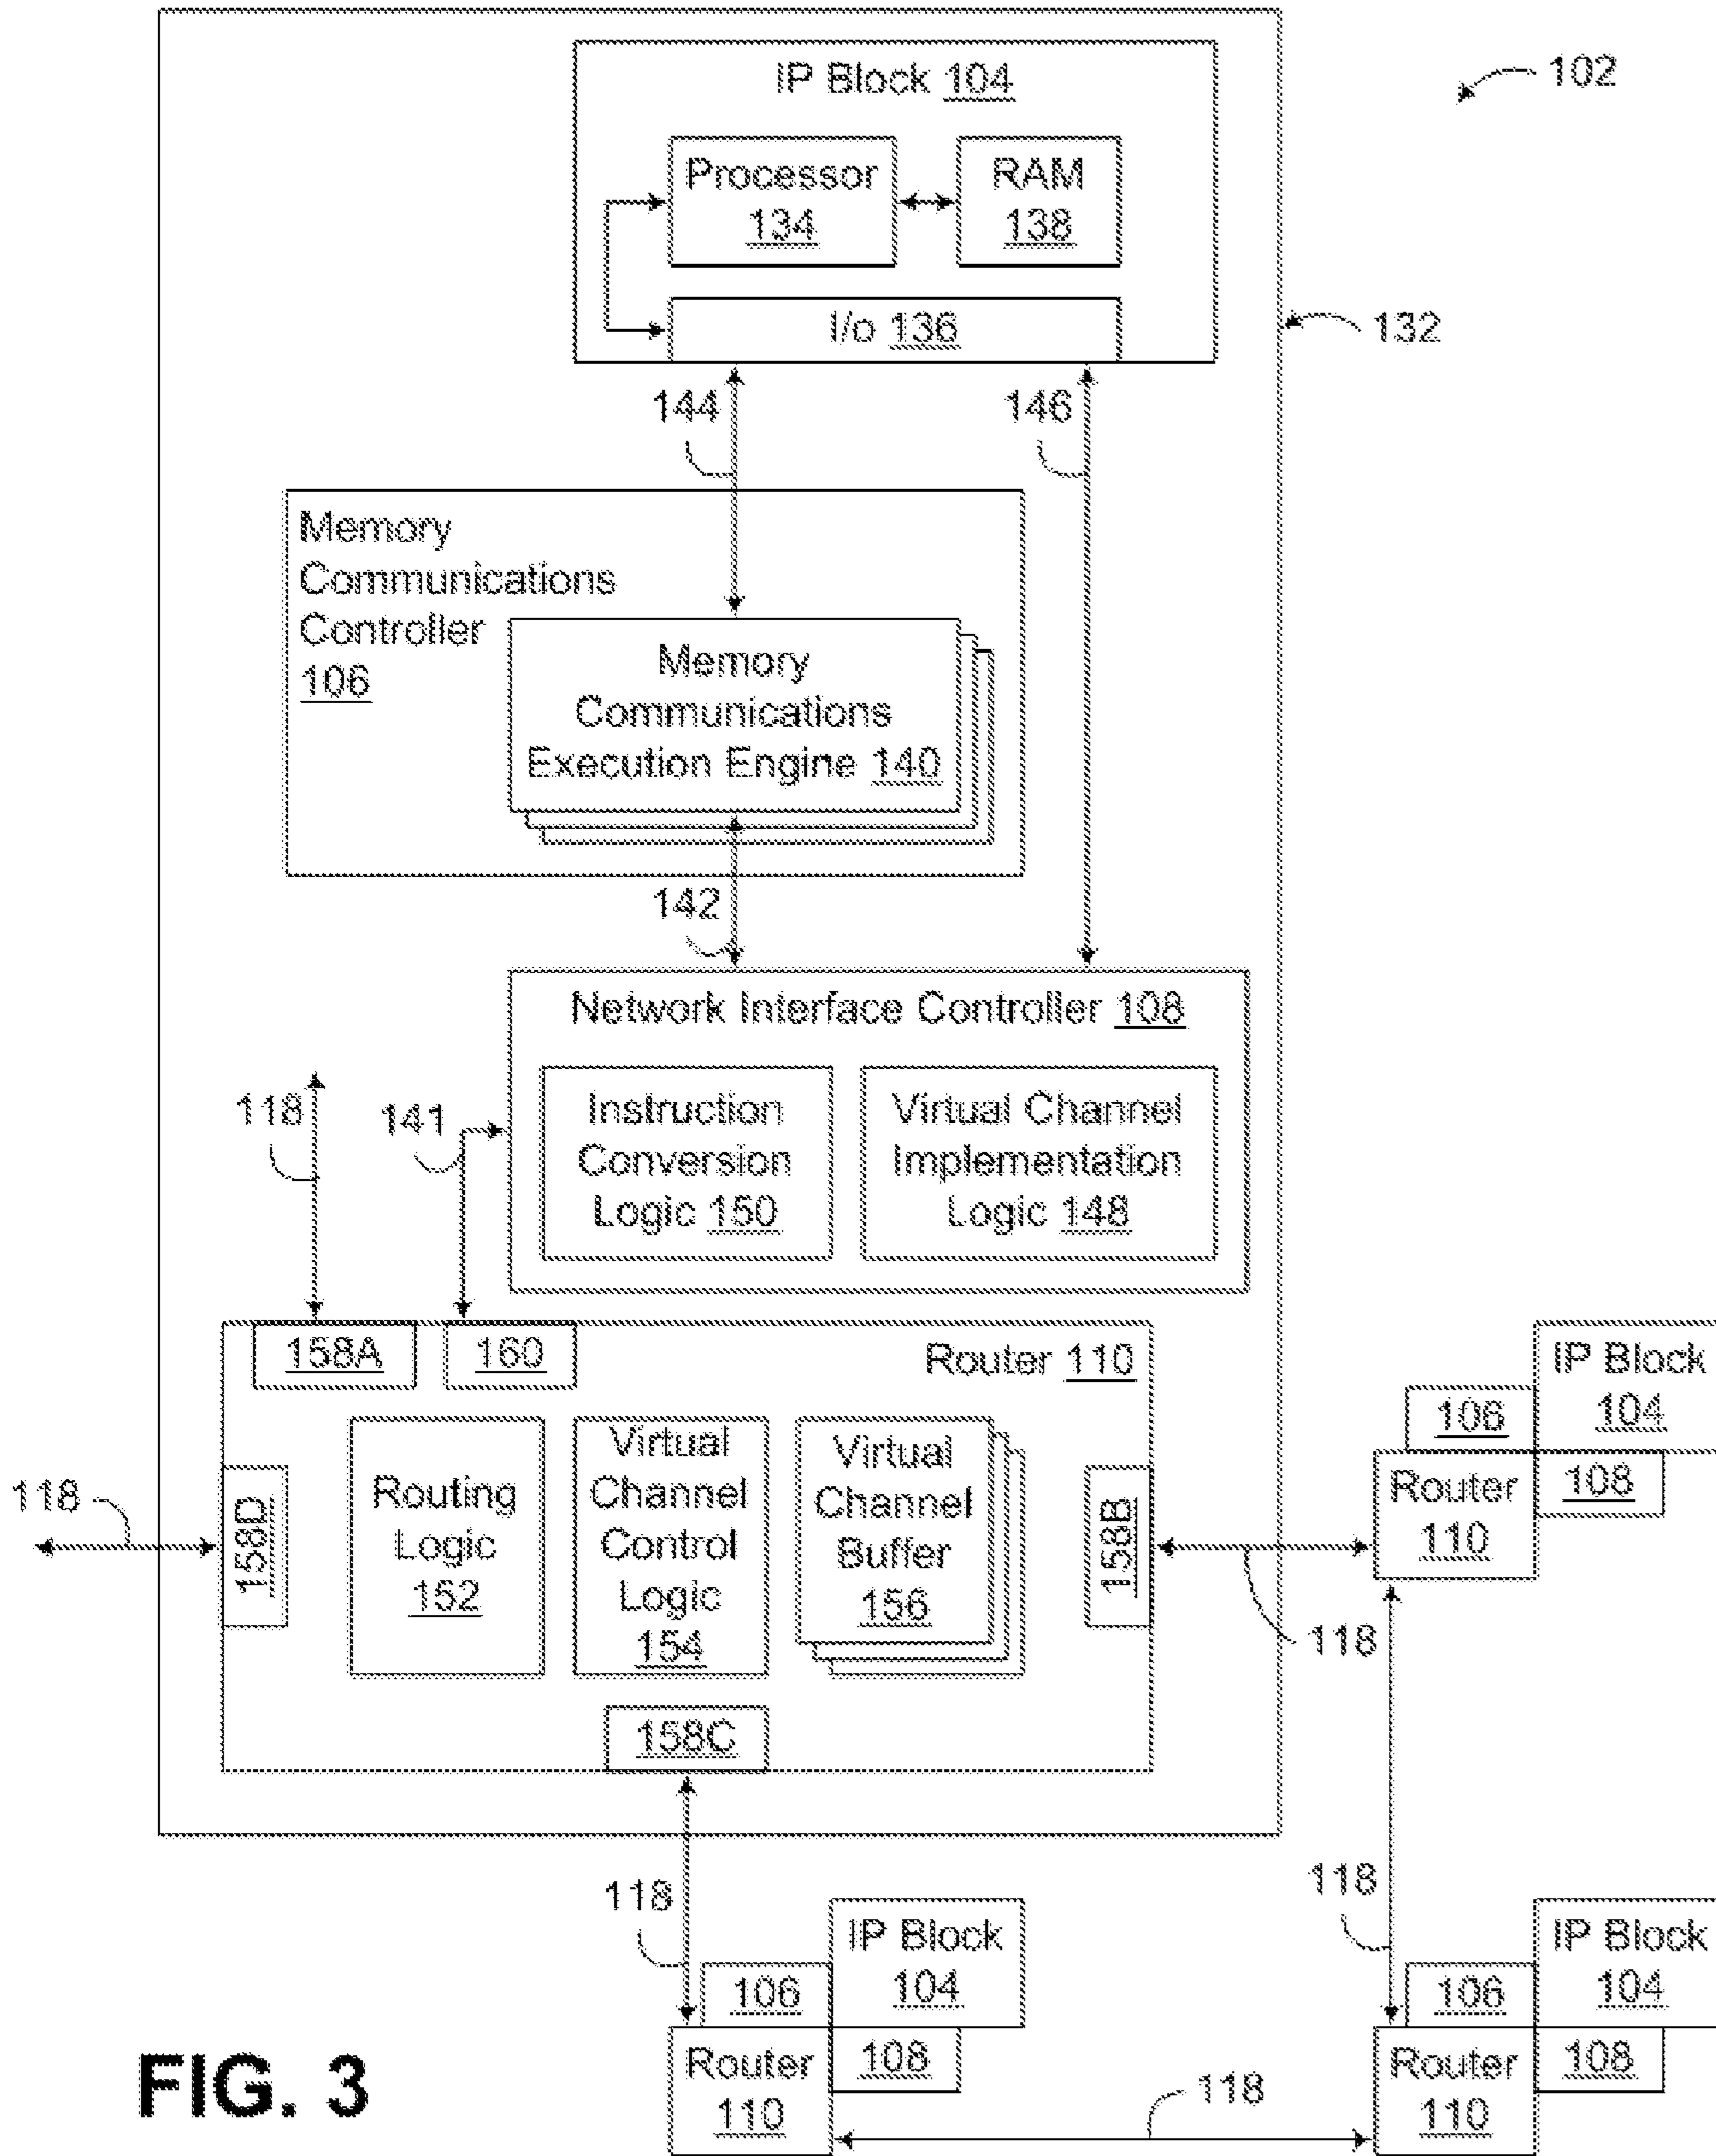 IP Block 104
102
Processor
134
RAM
138
I/o 136
132
144
146
Memory
Communications
Controller
106
Memory
Communications
Execution Engine 140
142
Network Interface Controller 108
118
141
Instruction
Conversion
Logic 150
Virtual Channel
Implementation
Logic 148
158A
160
Router 110
IP Block
104
106
Router
110
108
118
158D
Routing
Logic
152
Virtual
Channel
Control
Logic
154
Virtual
Channel
Buffer
156
158B
118
158C
118
118
IP Block
104
106
Router
110
108
IP Block
104
106
Router
110
108
118
FIG. 3